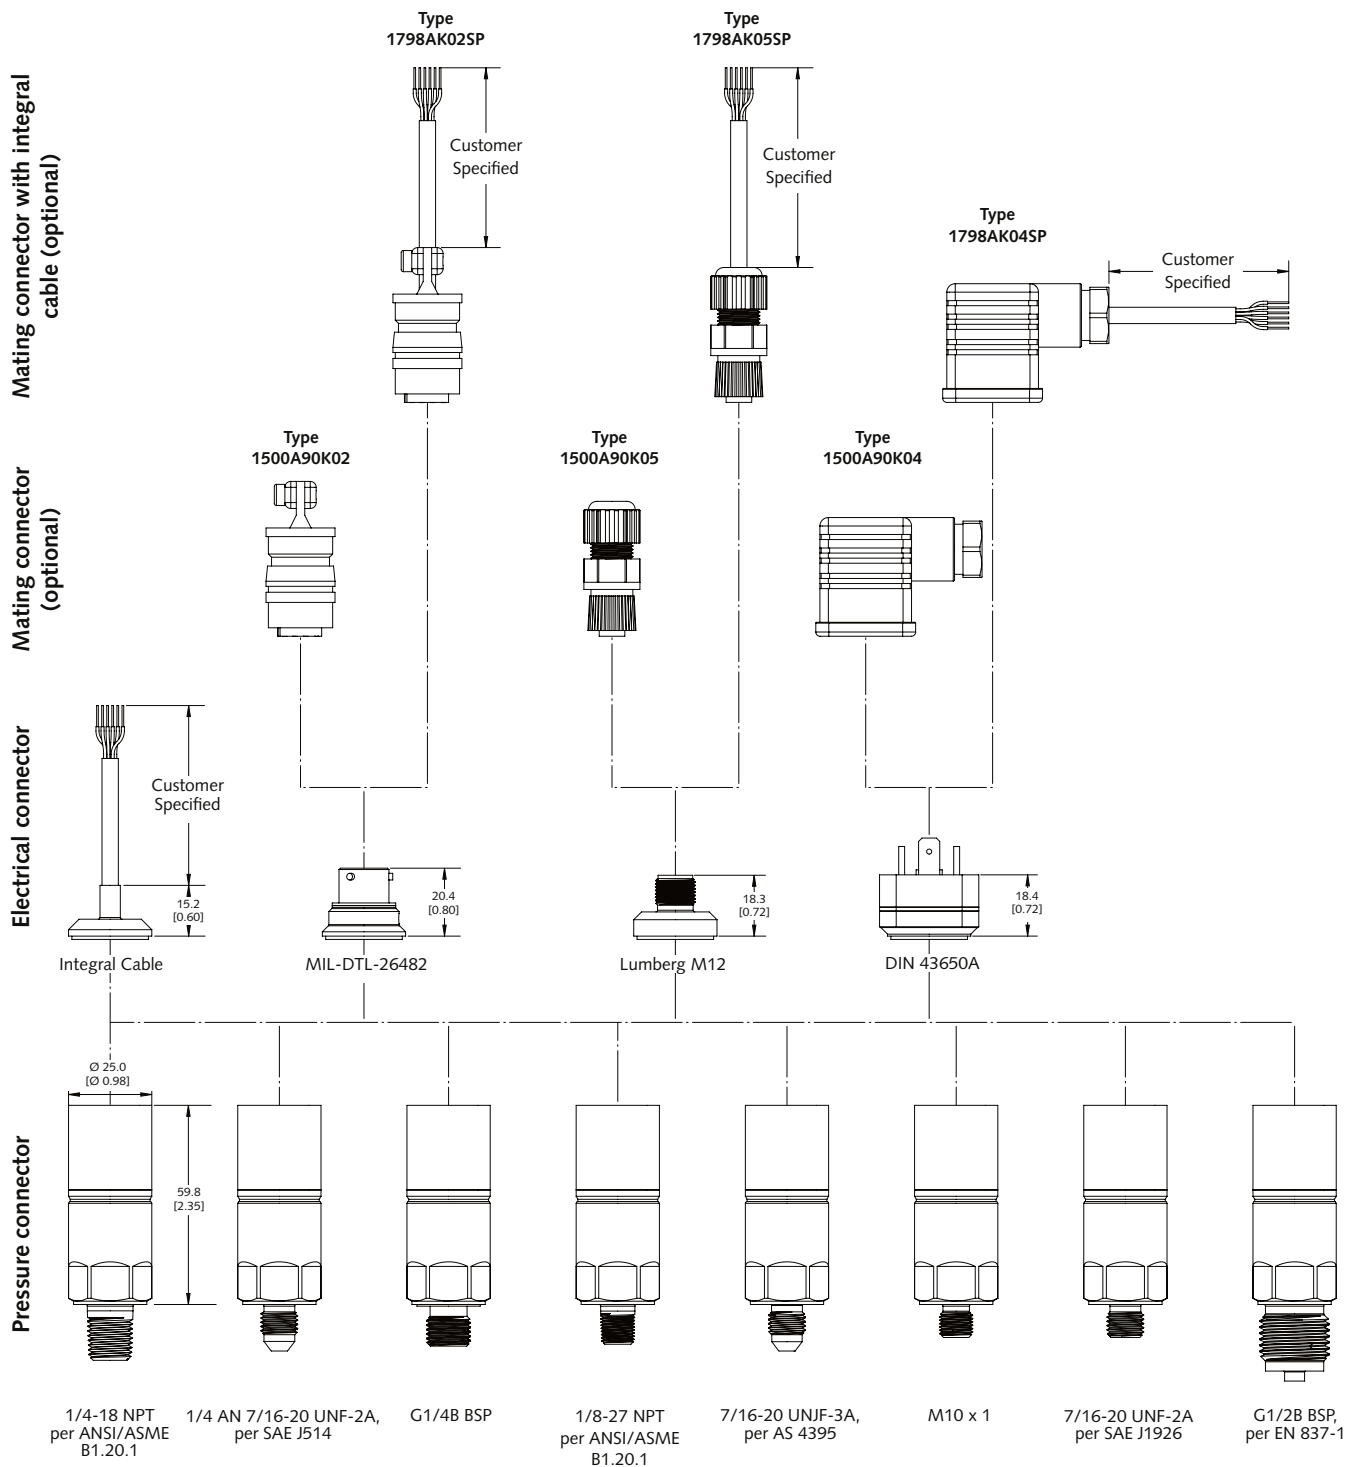 Type
1798AK02SP
Type
1798AK05SP
Mating connector with integral
cable (optional)
Customer
Specified
Customer
Specified
Type
1798AK04SP
Customer
Specified
Mating connector
(optional)
Type
1500A90K02
Type
1500A90K05
Type
1500A90K04
Electrical connector
Customer
Specified
15.2
[0.60]
20.4
[0.80]
18.3
[0.72]
18.4
[0.72]
Integral Cable
MIL-DTL-26482
Lumberg M12
DIN 43650A
Pressure connector
Ø 25.0
[Ø 0.98]
59.8
[2.35]
1/4-18 NPT
per ANSI/ASME
B1.20.1
1/4 AN 7/16-20 UNF-2A,
per SAE J514
G1/4B BSP
1/8-27 NPT
per ANSI/ASME
B1.20.1
7/16-20 UNJF-3A,
per AS 4395
M10 x 1
7/16-20 UNF-2A
per SAE J1926
G1/2B BSP,
per EN 837-1